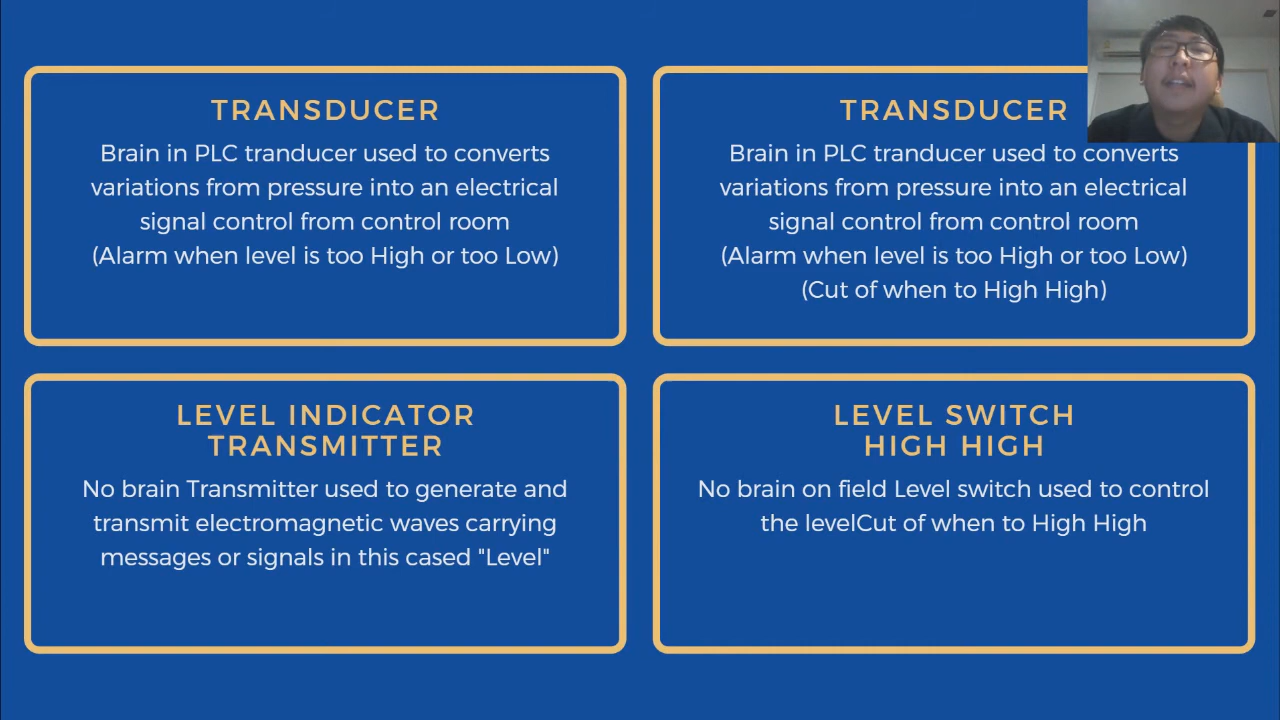 TRANSDUCER
Brain in PLC tranducer used to converts
variations from pressure into an electrical
signal control from control room
(Alarm when level is too High or too Low)
TRANSDUCER
Brain in PLC tranducer used to converts
variations from pressure into an electrical
signal control from control room
(Alarm when level is too High or too Low)
(Cut of when to High High)
LEVEL INDICATOR
TRANSMITTER
No brain Transmitter used to generate and
transmit electromagnetic waves carrying
messages or signals in this cased "Level"
LEVEL SWITCH
HIGH HIGH
No brain on field Level switch used to control
the levelCut of when to High High